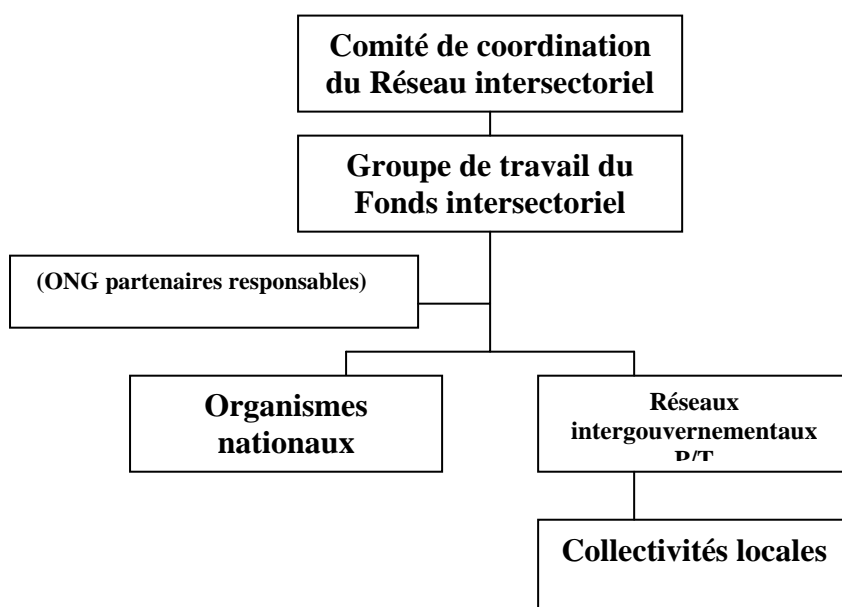 Comité de coordination
du Réseau intersectoriel
Groupe de travail du
Fonds intersectoriel
(ONG partenaires responsables)
Organismes
nationaux
Réseaux
intergouvernementaux
P/T
Collectivités locales